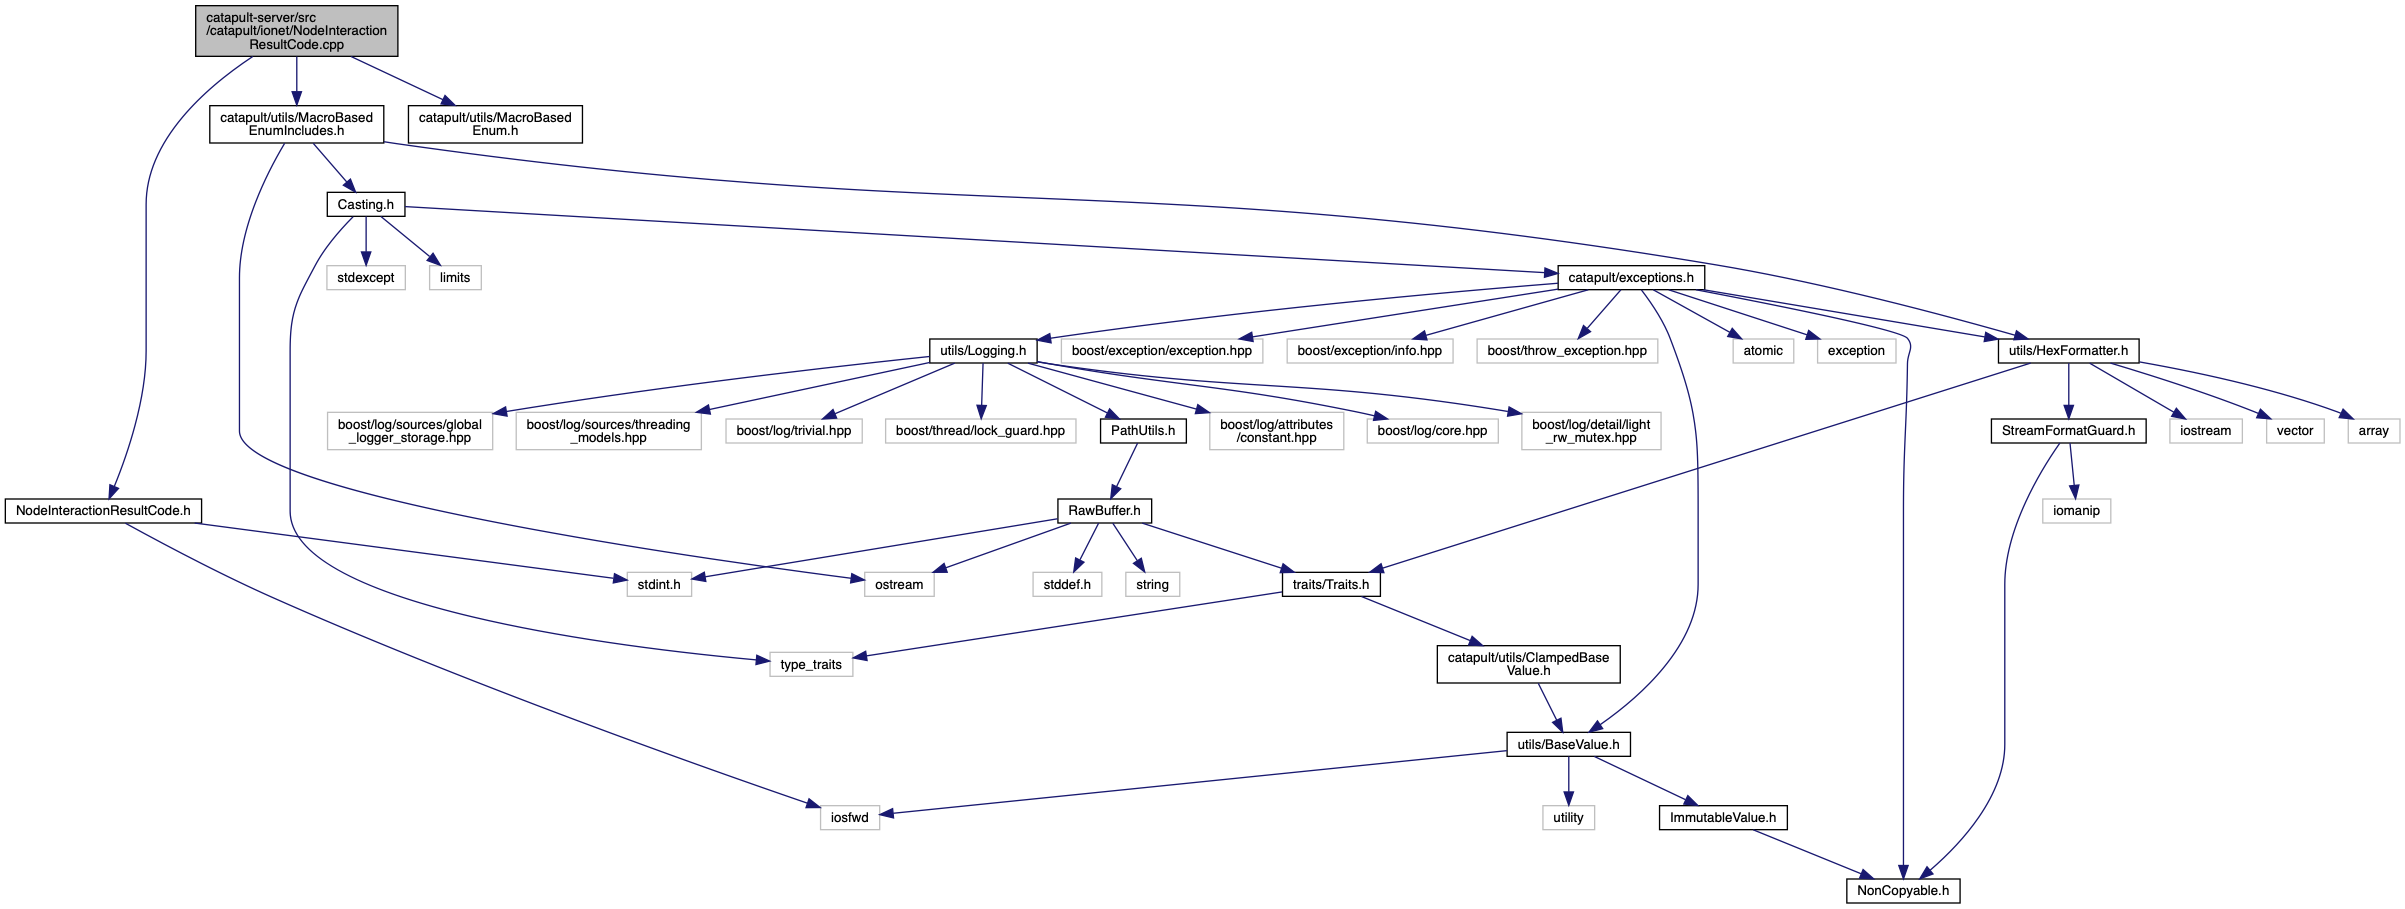 catapult-server/src
/catapult/ionet/NodeInteraction
ResultCode.cpp
catapult/utils/MacroBased
EnumIncludes.h
catapult/utils/MacroBased
Enum.h
Casting.h
stdexcept
limits
catapult/exceptions.h
utils/Logging.h
boost/exception/exception.hpp
boost/exception/info.hpp
boost/throw_exception.hpp
atomic
exception
utils/HexFormatter.h
boost/log/sources/global
_logger_storage.hpp
boost/log/sources/threading
_models.hpp
boost/log/trivial.hpp
boost/thread/lock_guard.hpp
PathUtils.h
boost/log/attributes
/constant.hpp
boost/log/core.hpp
boost/log/detail/light
_rw_mutex.hpp
StreamFormatGuard.h
iostream
vector
array
NodeInteractionResultCode.h
RawBuffer.h
iomanip
stdint.h
ostream
stddef.h
string
traits/Traits.h
type_traits
catapult/utils/ClampedBase
Value.h
utils/BaseValue.h
iosfwd
utility
ImmutableValue.h
NonCopyable.h